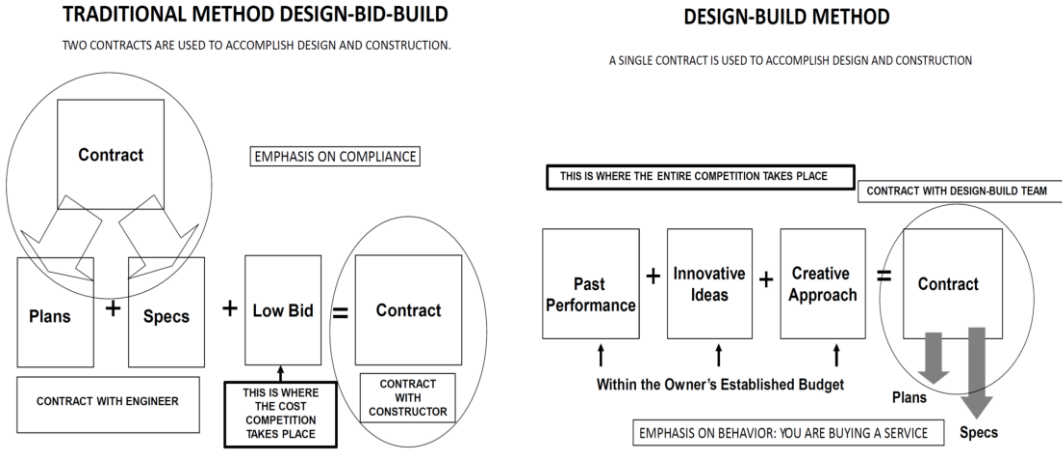 TRADITIONAL METHOD DESIGN-BID-BUILD
TWO CONTRACTS ARE USED TO ACCOMPLISH DESIGN AND CONSTRUCTION.
Contract
EMPHASIS ON COMPLIANCE
Plans + Specs + Low Bid = Contract
CONTRACT WITH ENGINEER
THIS IS WHERE
THE COST
COMPETITION
TAKES PLACE
CONTRACT
WITH
CONSTRUCTOR
DESIGN-BUILD METHOD
A SINGLE CONTRACT IS USED TO ACCOMPLISH DESIGN AND CONSTRUCTION
THIS IS WHERE THE ENTIRE COMPETITION TAKES PLACE
CONTRACT WITH DESIGN-BUILD TEAM
Past
Performance
+
Innovative
Ideas
+
Creative
Approach
=
Contract
Within the Owner's Established Budget
Plans
Specs
EMPHASIS ON BEHAVIOR: YOU ARE BUYING A SERVICE